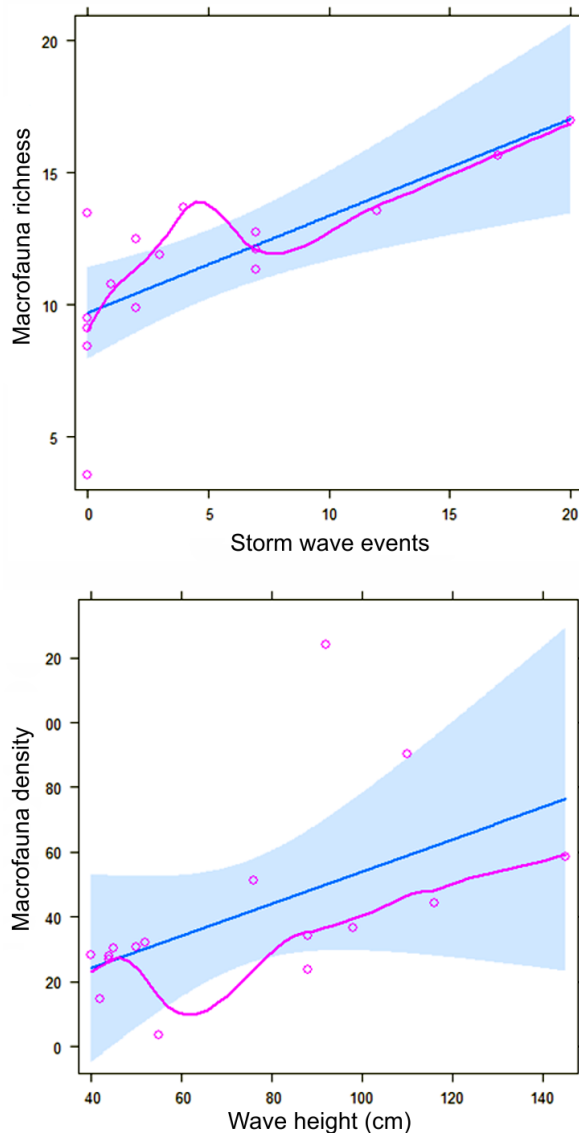 20
15
10
5
Macrofauna richness
0 5 10 15 20
Storm wave events
20
00
80
60
40
20
0
Macrofauna density
40 60 80 100 120 140
Wave height (cm)